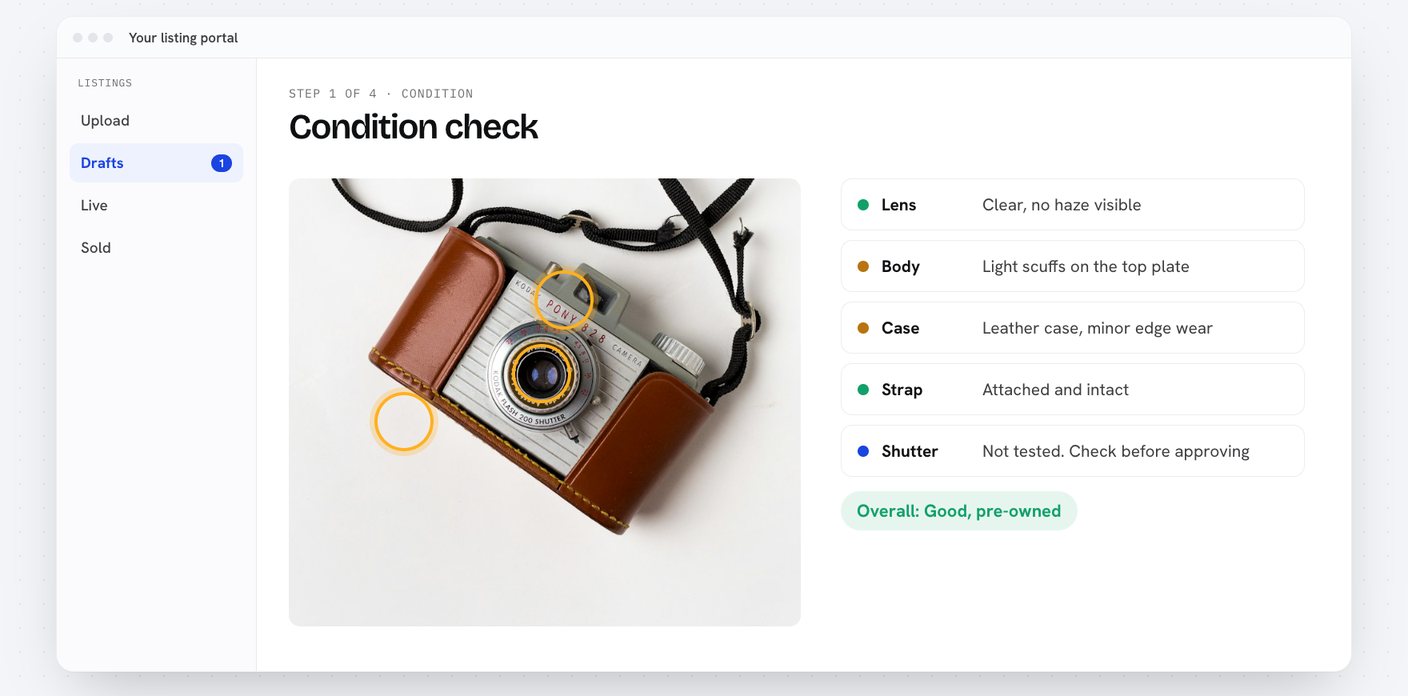 Your listing portal
LISTINGS
Upload
Drafts 1
Live
Sold
STEP 1 OF 4 · CONDITION
Condition check
KODAK
PONY 828
CAMERA
KODAK FLASH 200 SHUTTER
Lens Clear, no haze visible
Body Light scuffs on the top plate
Case Leather case, minor edge wear
Strap Attached and intact
Shutter Not tested. Check before approving
Overall: Good, pre-owned